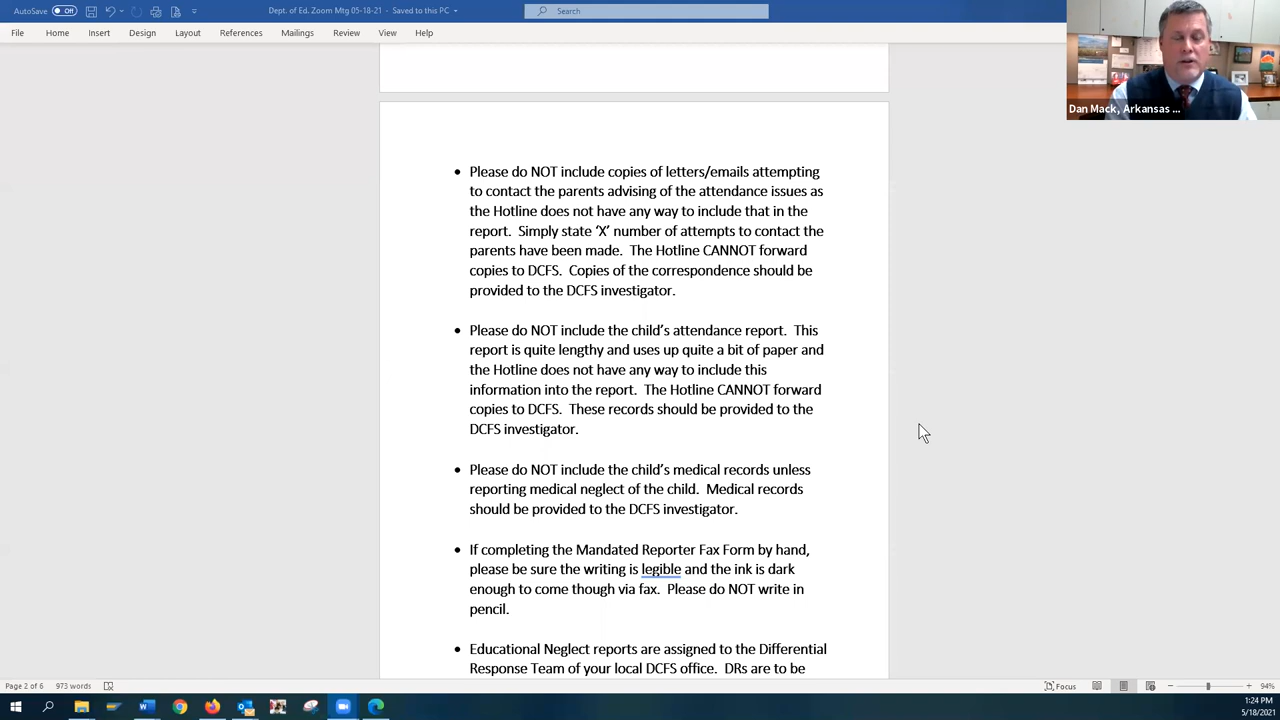 AutoSave Off Dept. of Ed. Zoom Mtg 05-18-21 - Saved to this PC Search
File Home Insert Design Layout References Mailings Review View Help
Dan Mack, Arkansas ...
• Please do NOT include copies of letters/emails attempting
to contact the parents advising of the attendance issues as
the Hotline does not have any way to include that in the
report. Simply state ‘X’ number of attempts to contact the
parents have been made. The Hotline CANNOT forward
copies to DCFS. Copies of the correspondence should be
provided to the DCFS investigator.
• Please do NOT include the child’s attendance report. This
report is quite lengthy and uses up quite a bit of paper and
the Hotline does not have any way to include this
information into the report. The Hotline CANNOT forward
copies to DCFS. These records should be provided to the
DCFS investigator.
• Please do NOT include the child’s medical records unless
reporting medical neglect of the child. Medical records
should be provided to the DCFS investigator.
• If completing the Mandated Reporter Fax Form by hand,
please be sure the writing is legible and the ink is dark
enough to come though via fax. Please do NOT write in
pencil.
• Educational Neglect reports are assigned to the Differential
Response Team of your local DCFS office. DRs are to be
Page 2 of 6 973 words Focus 94%
1:24 PM
5/18/2021